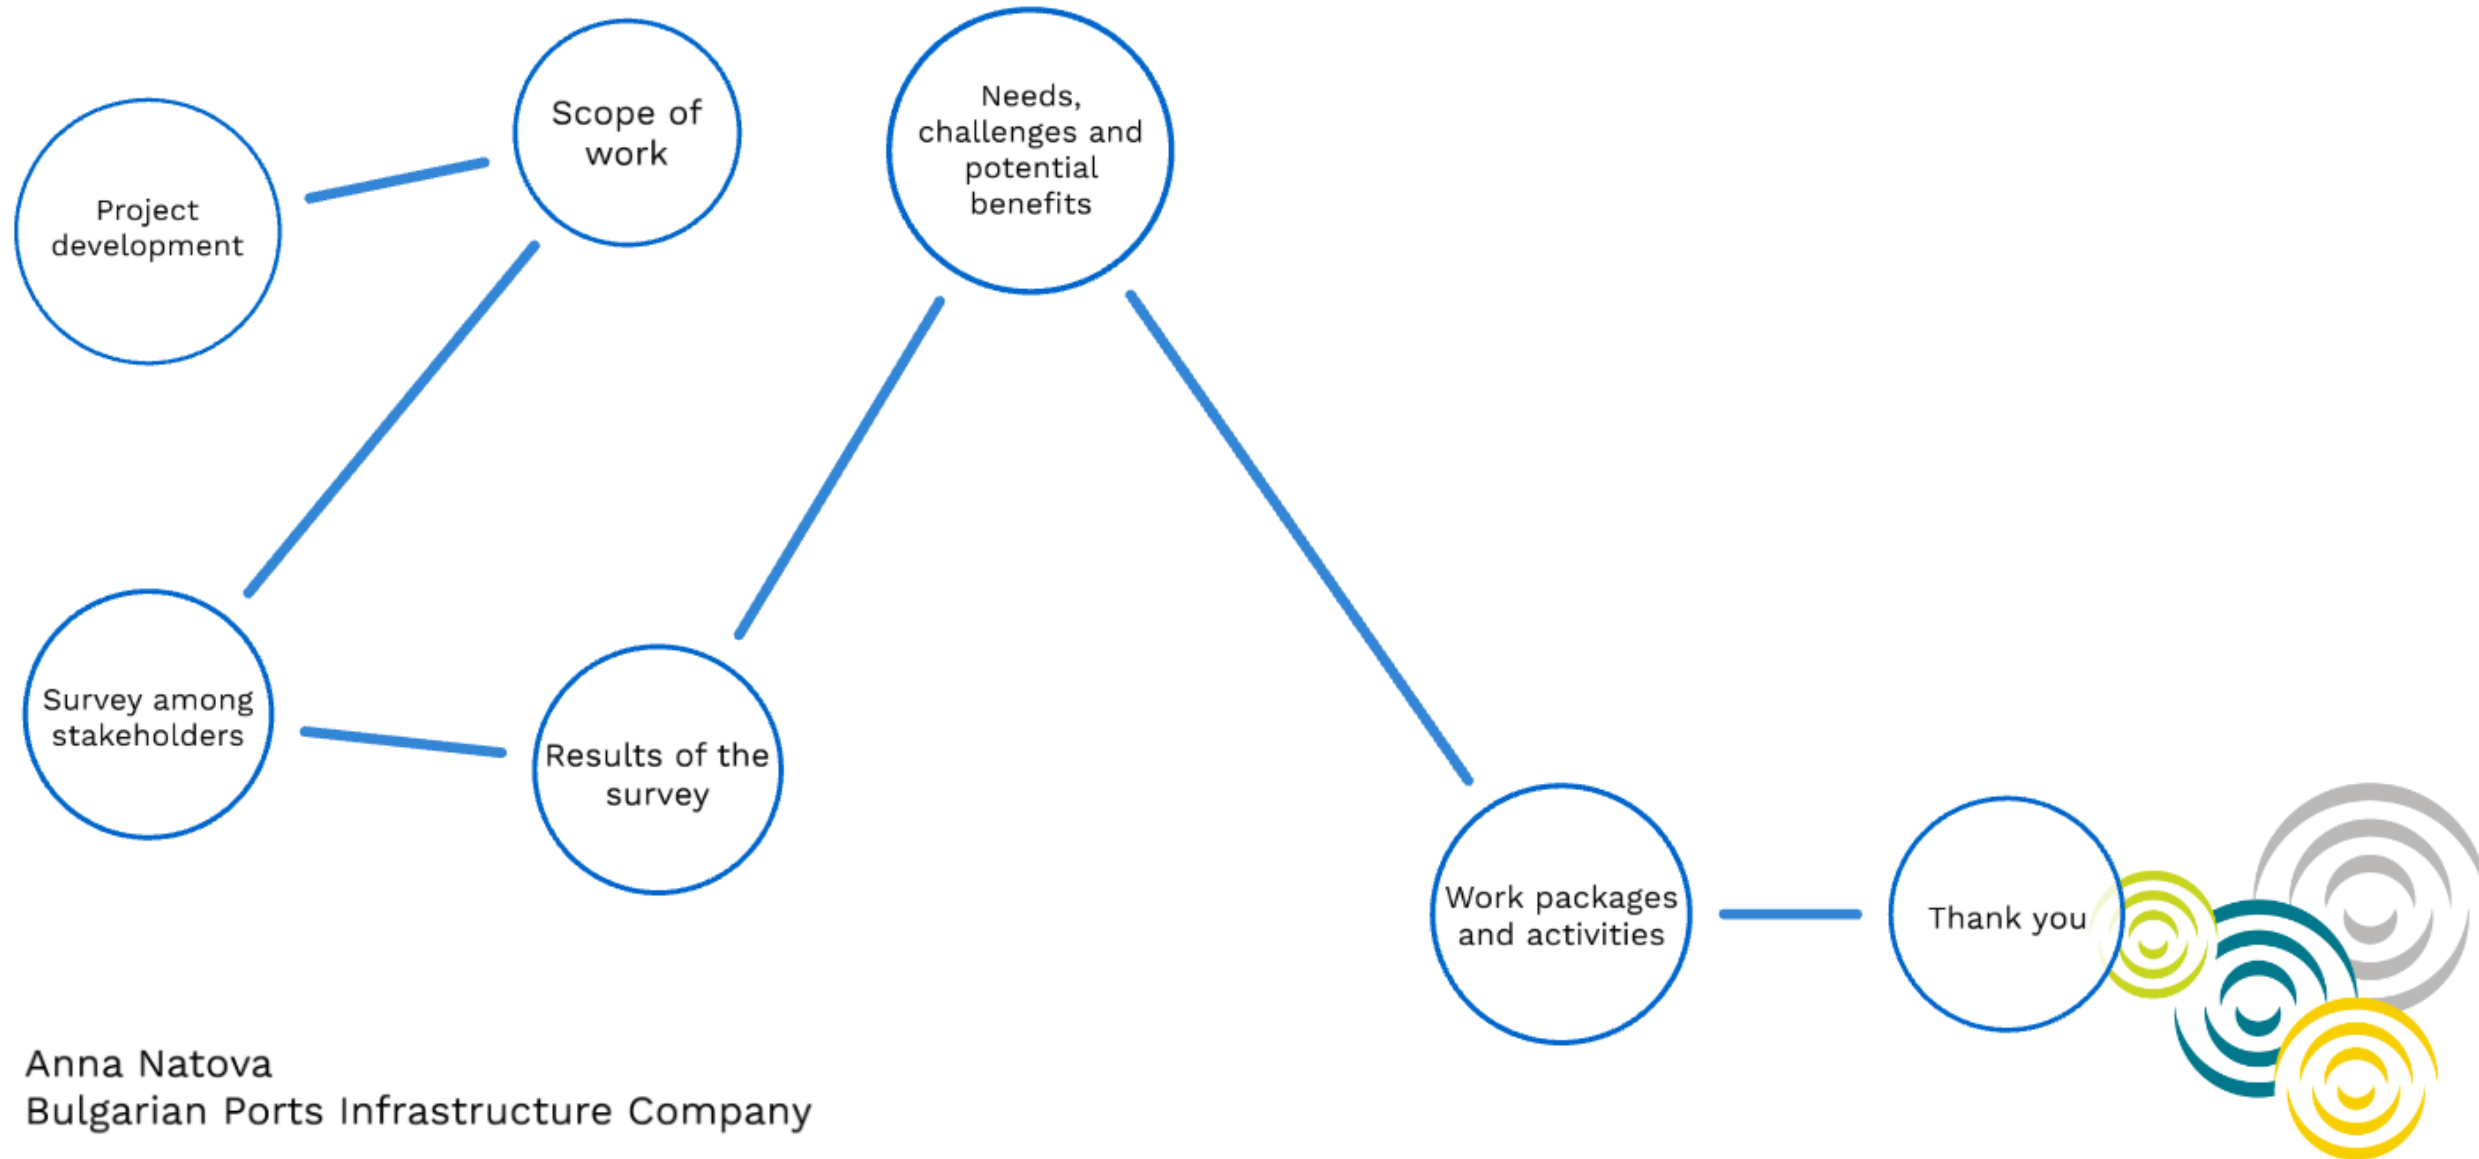 Project
development
Scope of
work
Survey among
stakeholders
Results of the
survey
Needs,
challenges and
potential
benefits
Work packages
and activities
Thank you
Anna Natova
Bulgarian Ports Infrastructure Company